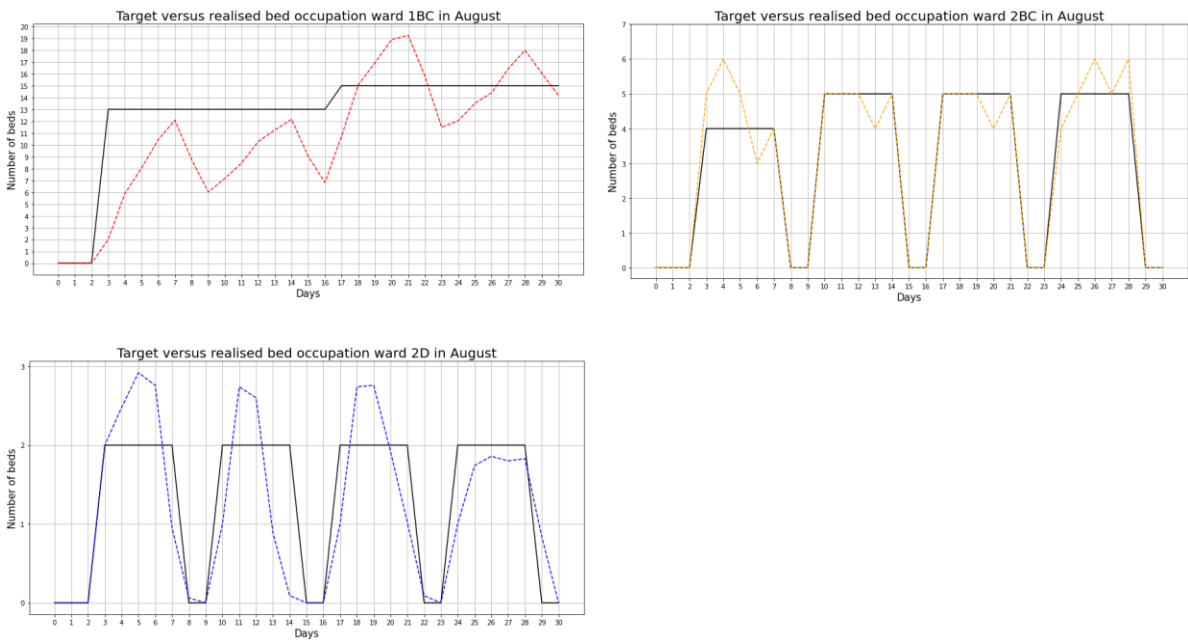 Target versus realised bed occupation ward 1BC in August
Number of beds
20
19
18
17
16
15
14
13
12
11
10
9
8
7
6
5
4
3
2
1
0
0 1 2 3 4 5 6 7 8 9 10 11 12 13 14 15 16 17 18 19 20 21 22 23 24 25 26 27 28 29 30
Days
Target versus realised bed occupation ward 2BC in August
Number of beds
7
6
5
4
3
2
1
0
0 1 2 3 4 5 6 7 8 9 10 11 12 13 14 15 16 17 18 19 20 21 22 23 24 25 26 27 28 29 30
Days
Target versus realised bed occupation ward 2D in August
Number of beds
3
2
1
0
0 1 2 3 4 5 6 7 8 9 10 11 12 13 14 15 16 17 18 19 20 21 22 23 24 25 26 27 28 29 30
Days